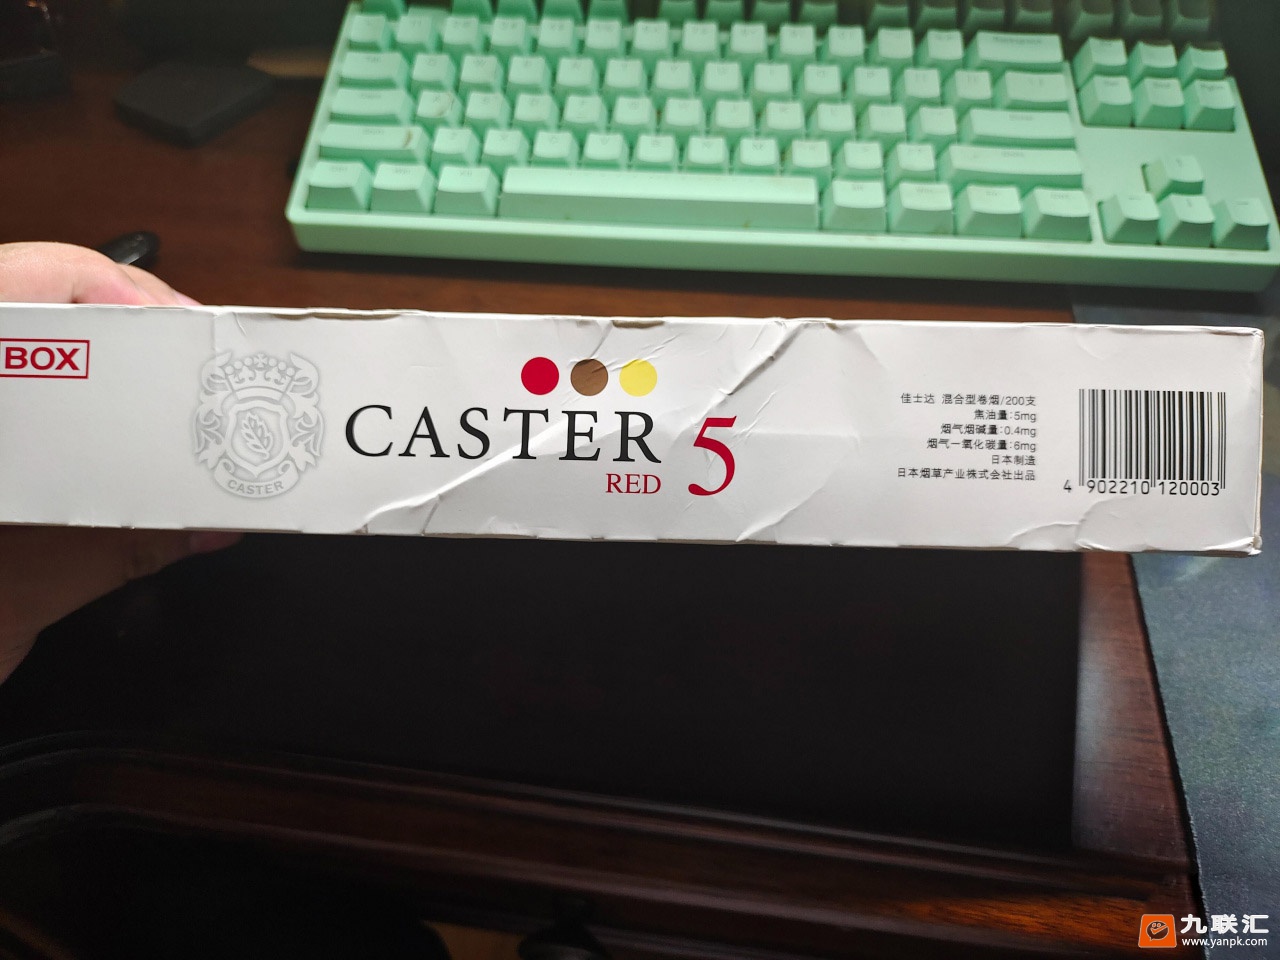 BOX
CASTER
CASTER
RED
5
佳士达 混合型卷烟/200支
焦油量:5mg
烟气烟碱量:0.4mg
烟气一氧化碳量:6mg
日本制造
日本烟草产业株式会社出品
4 902210 120003
九联汇
www.yanpk.com